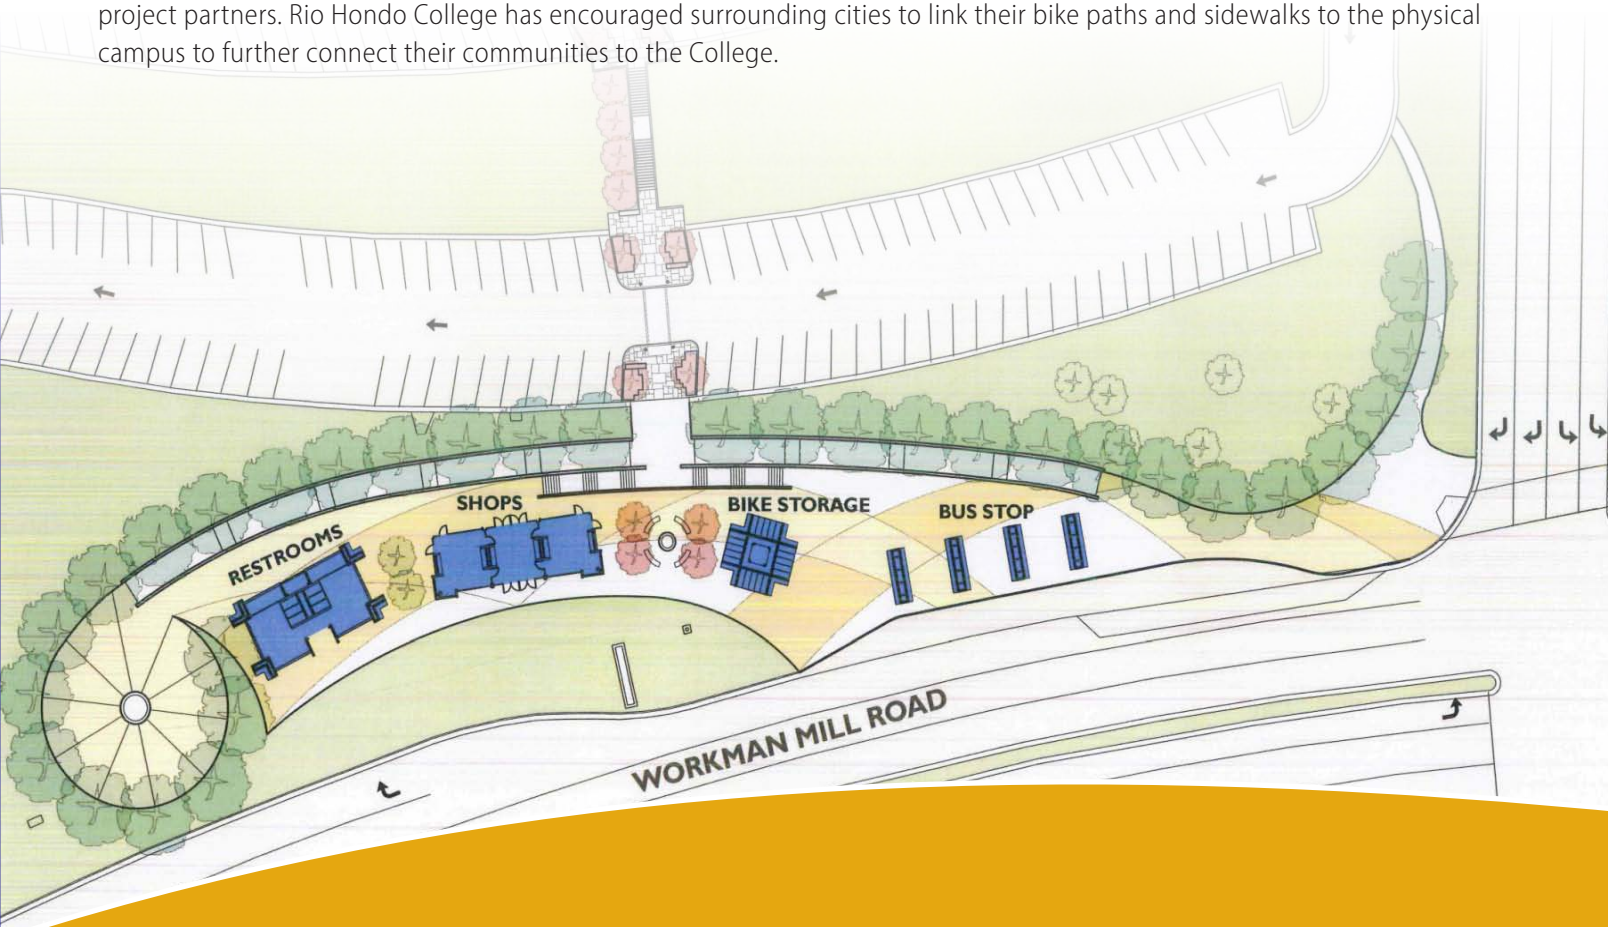 project partners. Rio Hondo College has encouraged surrounding cities to link their bike paths and sidewalks to the physical
campus to further connect their communities to the College.
SHOPS
BIKE STORAGE
BUS STOP
RESTROOMS
WORKMAN MILL ROAD